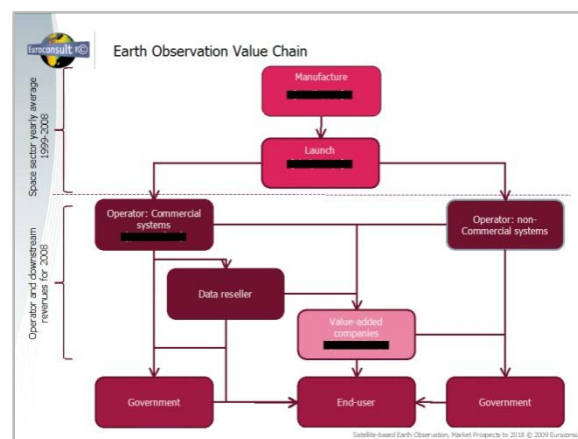 Euroconsult
Earth Observation Value Chain
Space sector yearly average
1999-2008
Manufacture
Launch
Operator and downstream
revenues for 2008
Operator: Commercial
systems
Operator: non-
Commercial systems
Data reseller
Value-added
companies
Government
End-user
Government
Satellite-based Earth Observation, Market Prospects to 2018 © 2009 Euroconsult